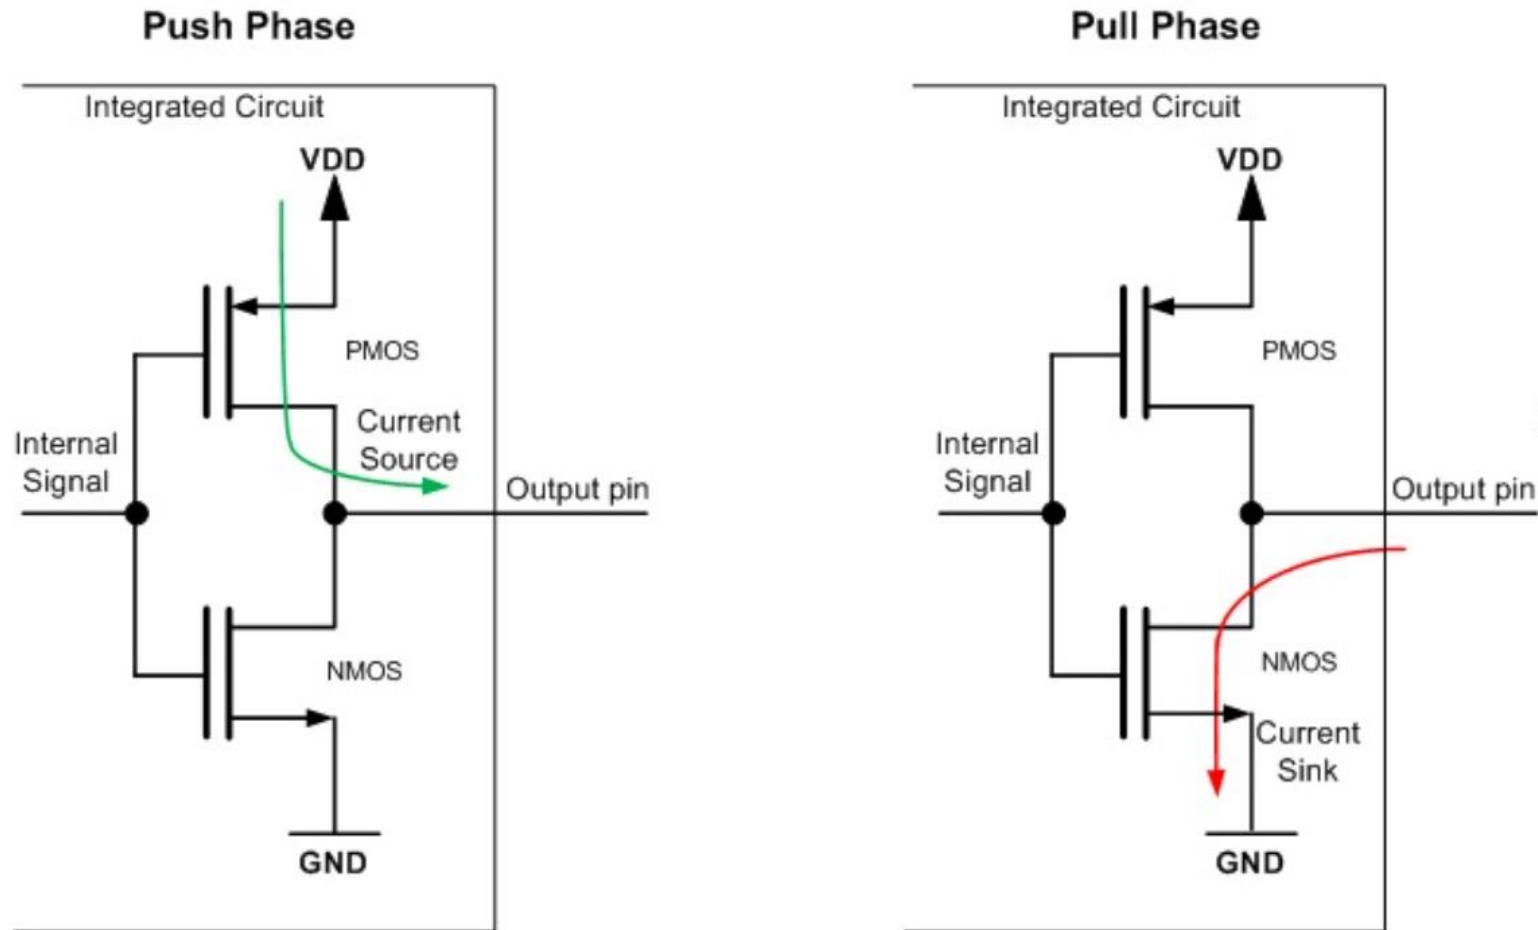 Push Phase
Integrated Circuit
VDD
PMOS
Current
Source
Internal
Signal
Output pin
NMOS
GND
Pull Phase
Integrated Circuit
VDD
PMOS
Internal
Signal
Output pin
NMOS
Current
Sink
GND